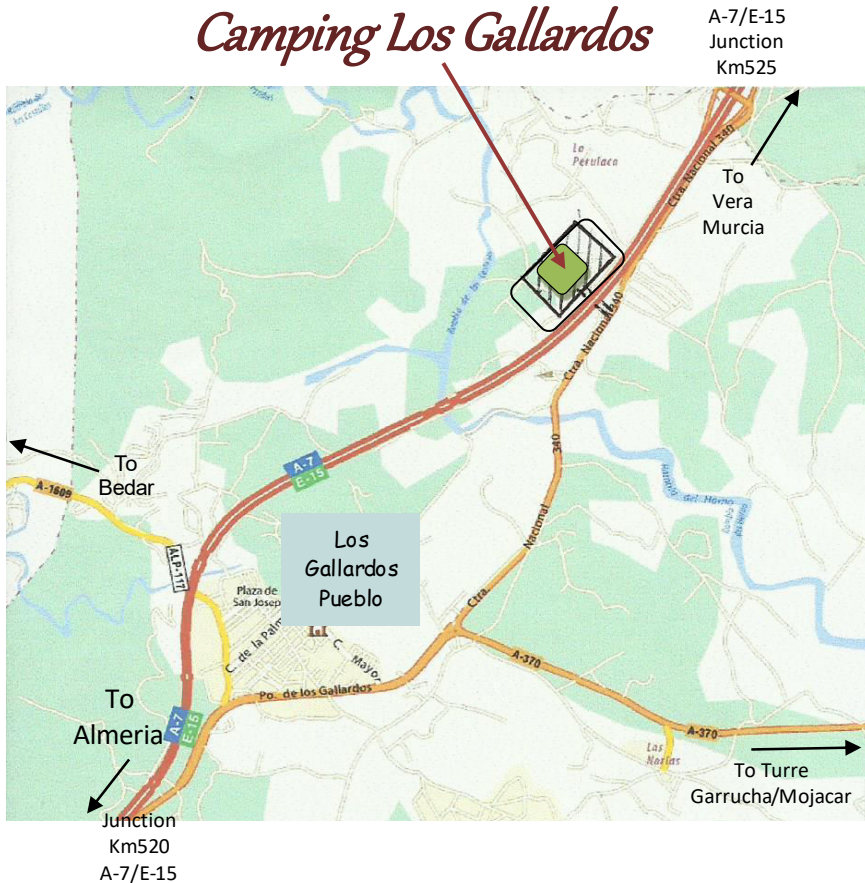 Camping Los Gallardos
A-7/E-15
Junction
Km525
La
Perulaca
Ctra. Nacional 340
To
Vera
Murcia
Ctra. Nacional 340
To
Bedar
A-1609
A-7
E-15
340
Nacional
Ctra.
ALP-117
Los
Gallardos
Pueblo
Plaza de
San Josep
C. de la Palm
C. Mayor
Po. de los Gallardos
A-370
A-370
Las
Norias
To
Almeria
A-7
E-15
To Turre
Garrucha/Mojacar
Junction
Km520
A-7/E-15